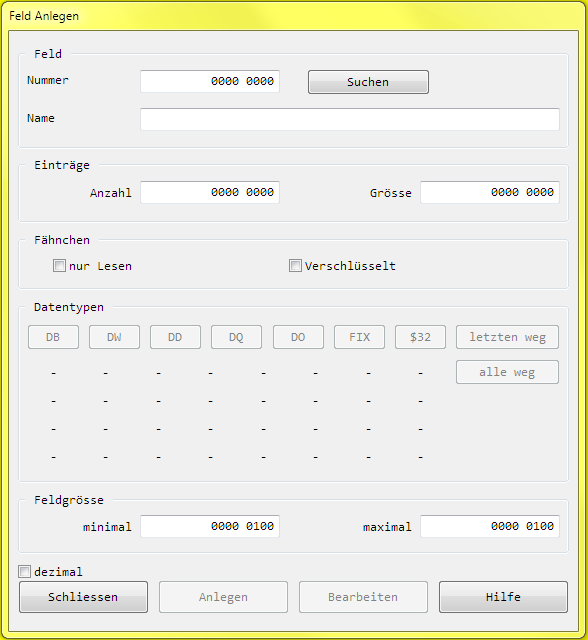 Feld Anlegen
Feld
Nummer 0000 0000 Suchen
Name
Einträge
Anzahl 0000 0000 Grösse 0000 0000
Fähnchen
nur Lesen Verschlüsselt
Datentypen
DB DW DD DQ DO FIX $32 letzten weg
- - - - - - - - alle weg
- - - - - - - -
- - - - - - - -
- - - - - - - -
Feldgrösse
minimal 0000 0100 maximal 0000 0100
dezimal
Schliessen Anlegen Bearbeiten Hilfe